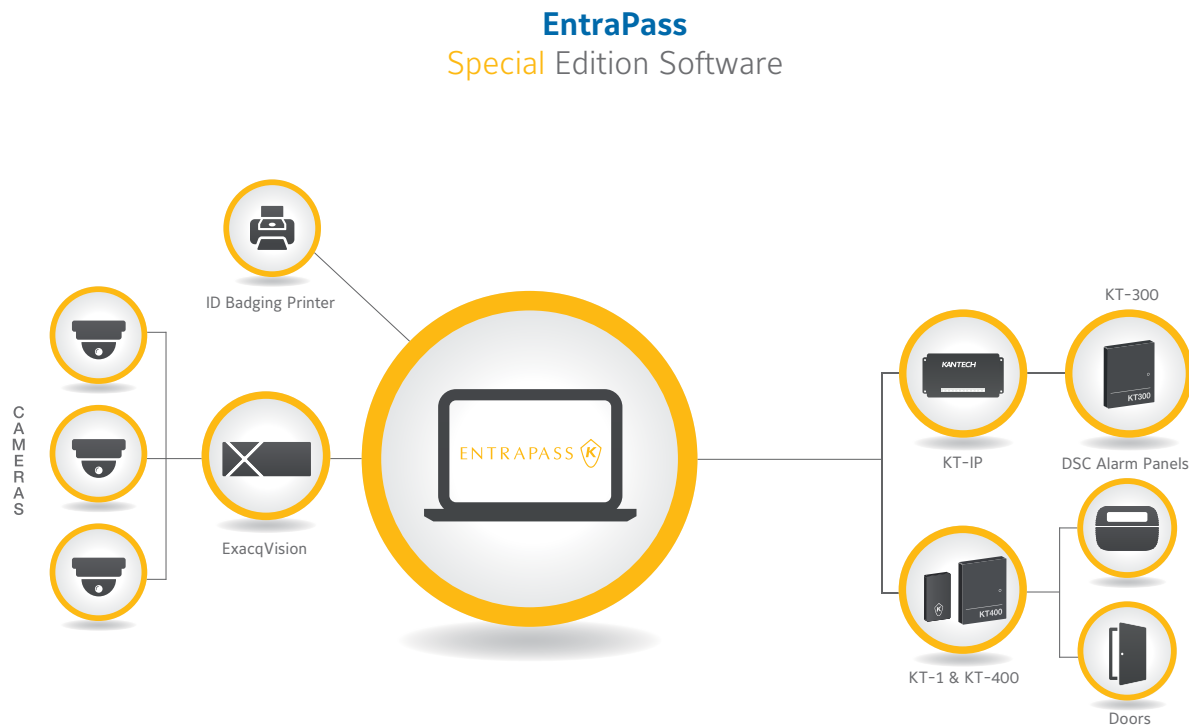 EntraPass
Special Edition Software
ID Badging Printer
CAMERAS
ExacqVision
ENTRAPASS K
KANTECH
KT-IP
KT-300
KT300
DSC Alarm Panels
K
KT400
KT-1 & KT-400
Doors